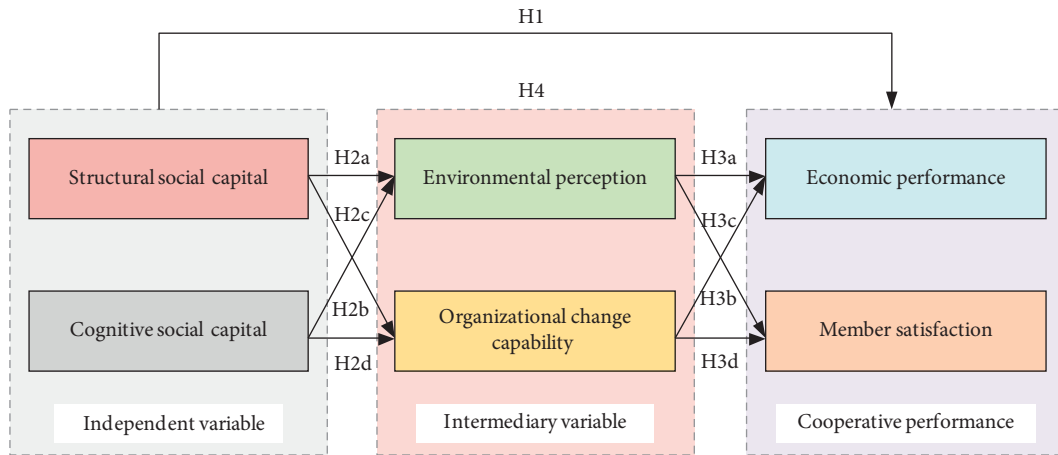 H1
H4
Structural social capital
H2a
Environmental perception
H3a
Economic performance
H2c
H3c
Cognitive social capital
H2b
H2d
Organizational change
capability
H3b
H3d
Member satisfaction
Independent variable
Intermediary variable
Cooperative performance